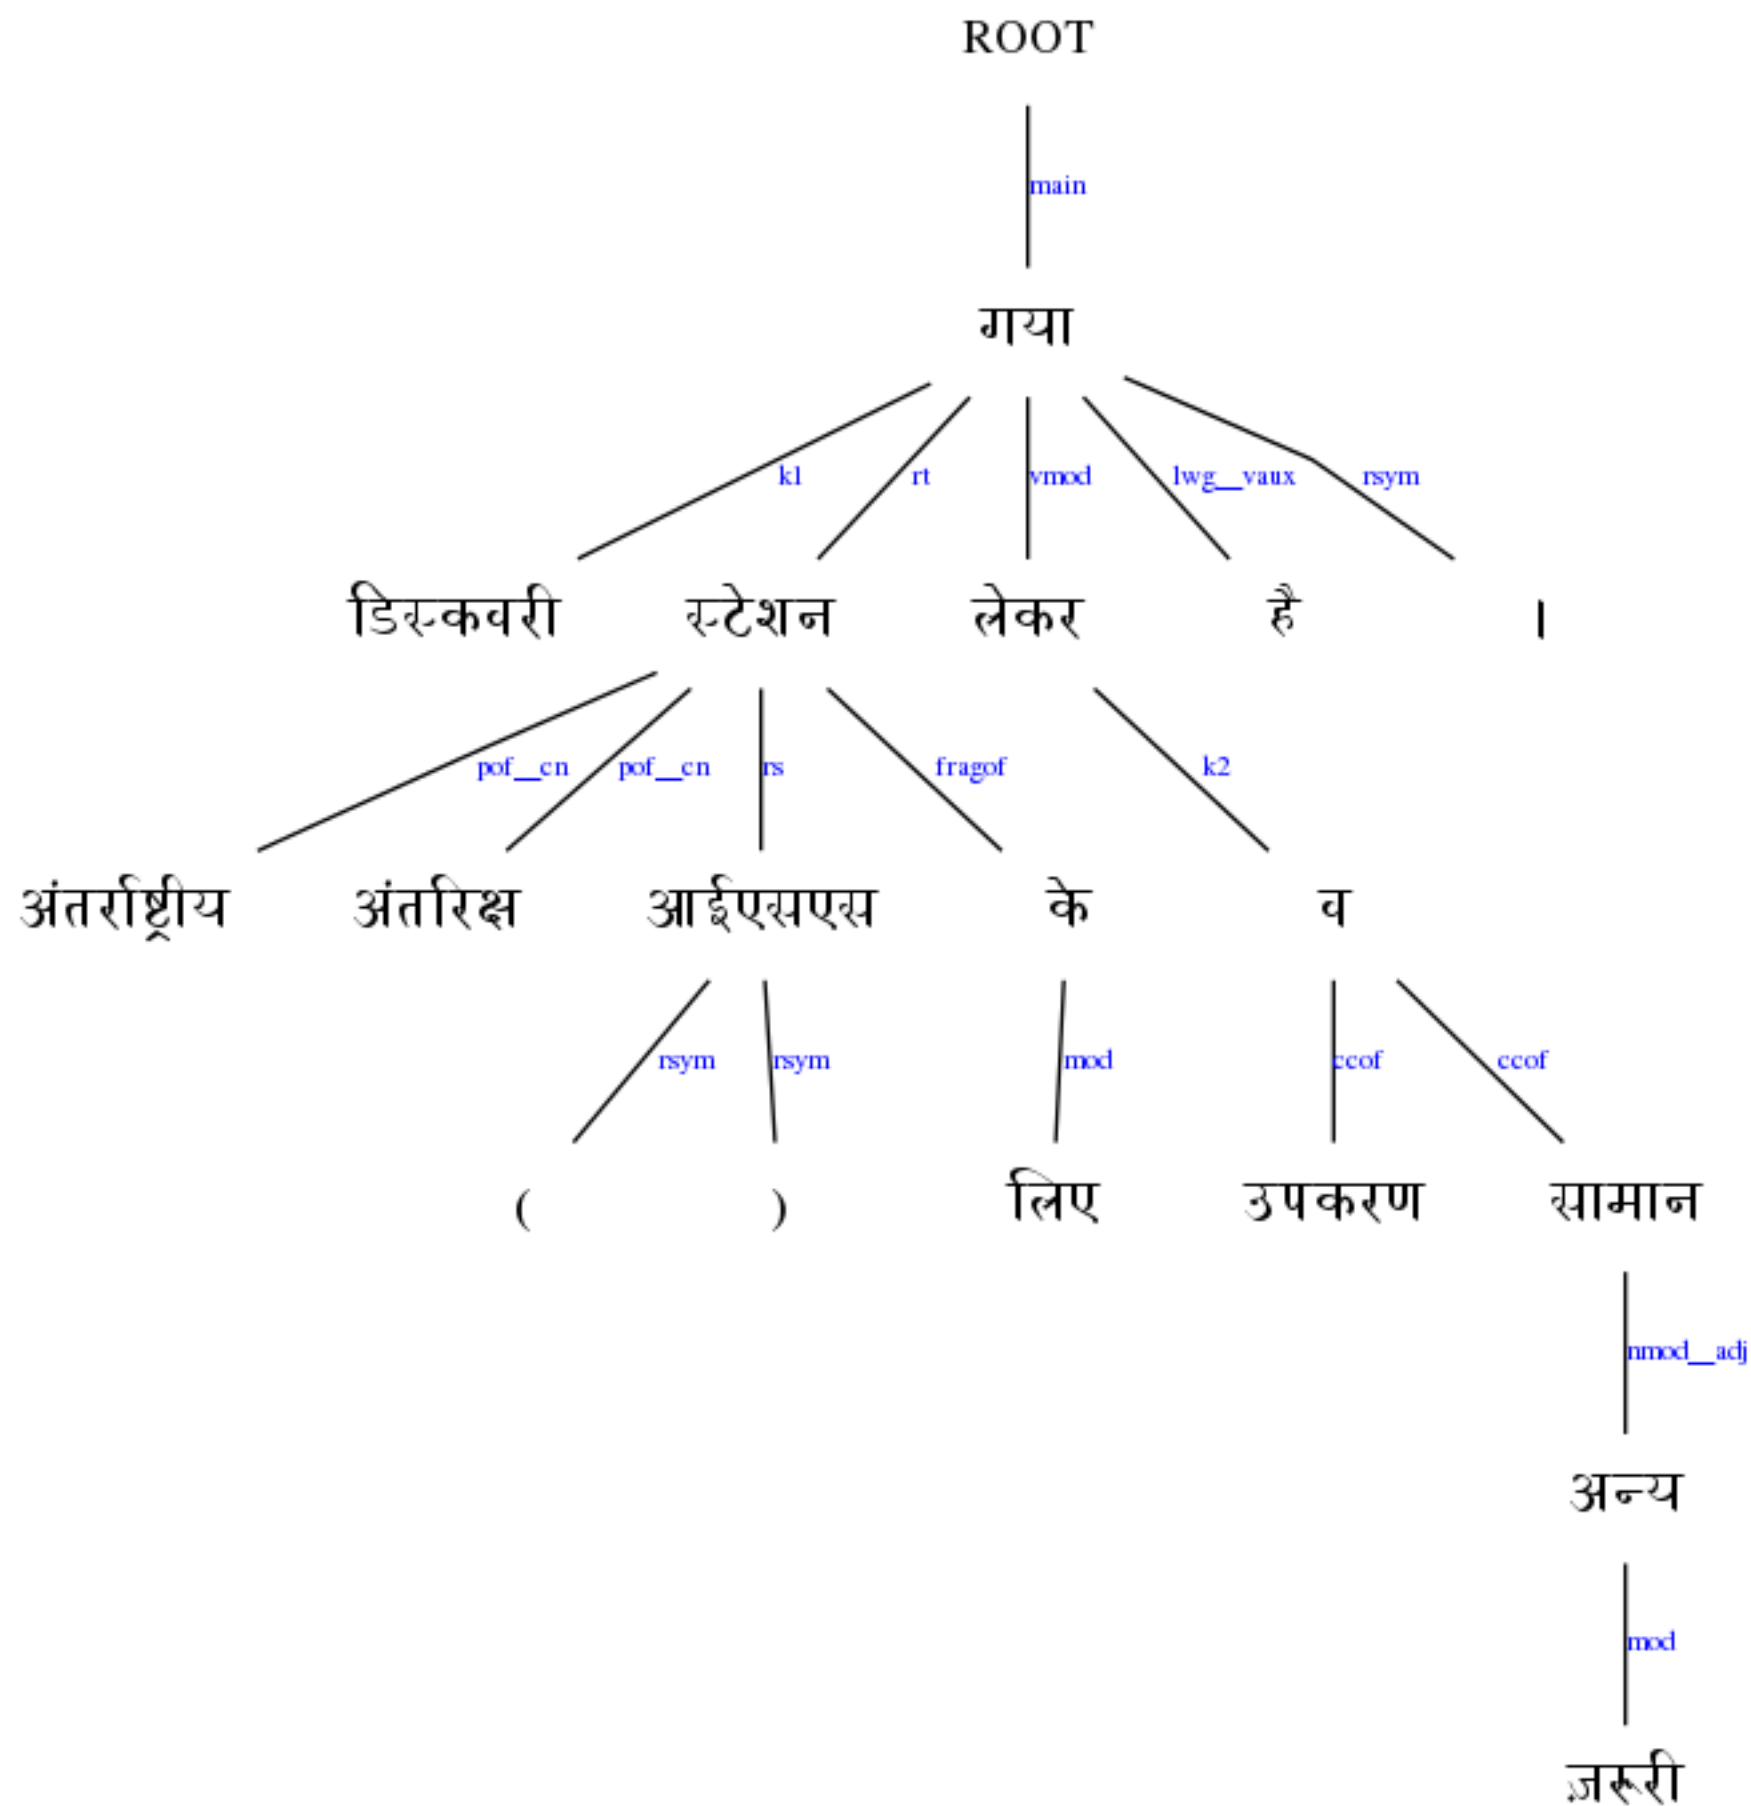 ROOT
main
गया
k1 rt vmod lwg__vaux rsym
डिस्कवरी स्टेशन लेकर है ।
pof__cn pof__cn rs fragof k2
अंतर्राष्ट्रीय अंतरिक्ष आईएसएस के व
rsym rsym mod ccof ccof
( ) लिए उपकरण सामान
nmod__adj
अन्य
mod
ज़रूरी